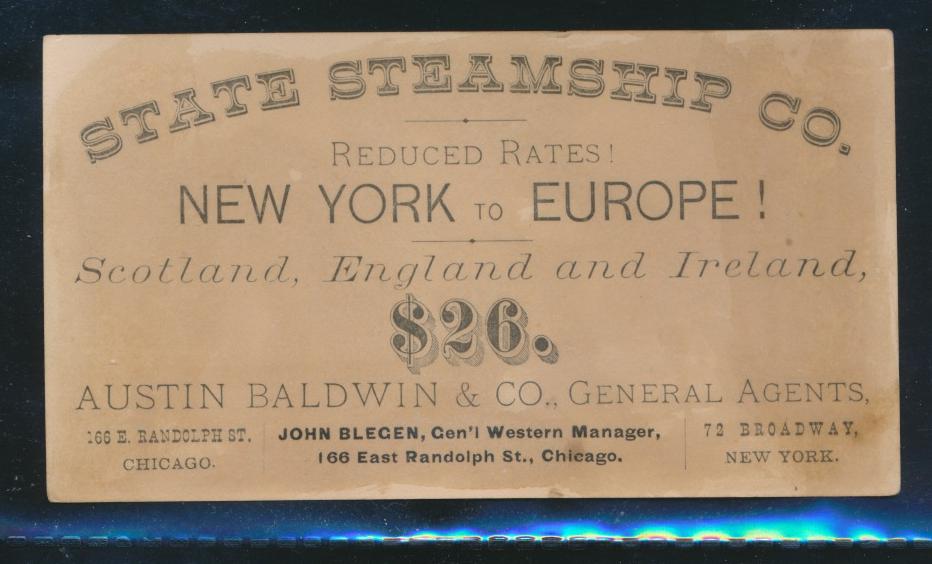 STATE STEAMSHIP CO.
REDUCED RATES!
NEW YORK TO EUROPE!
Scotland, England and Ireland,
$26.
AUSTIN BALDWIN & CO., GENERAL AGENTS,
166 E. RANDOLPH ST.
CHICAGO.
JOHN BLEGEN, Gen'l Western Manager,
166 East Randolph St., Chicago.
72 BROADWAY,
NEW YORK.